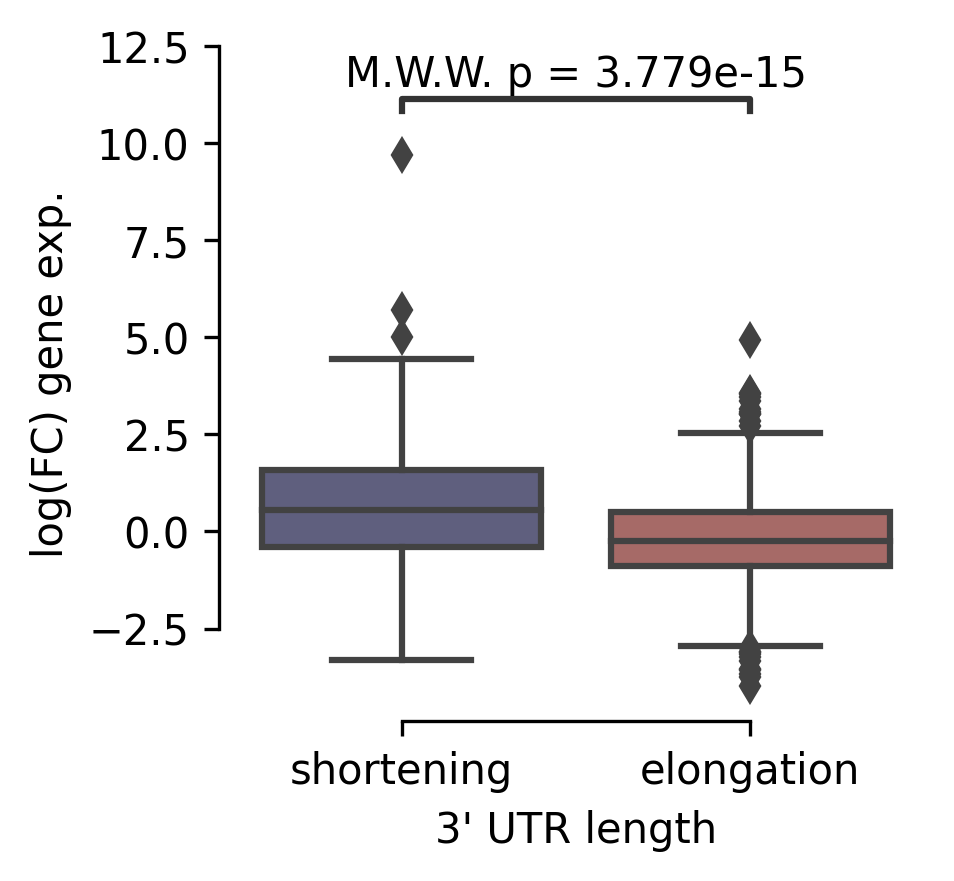 12.5
M.W.W. p = 3.779e-15
10.0
7.5
5.0
2.5
0.0
−2.5
log(FC) gene exp.
shortening
elongation
3' UTR length